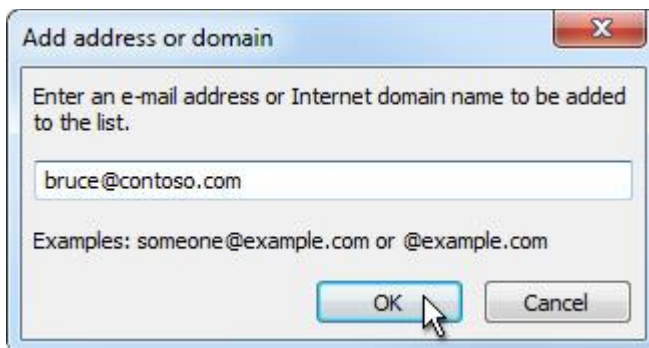 Add address or domain
Enter an e-mail address or Internet domain name to be added
to the list.
bruce@contoso.com
Examples: someone@example.com or @example.com
OK Cancel